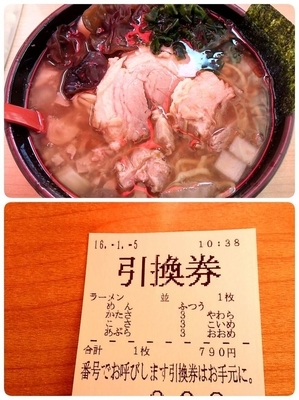 16.-1.-5 10:38
引換券
ラーメン 並 1枚
めん ふつう
かたさ 3 やわら
こさ 3 こいめ
あぶら 3 おおめ
合計 1枚 790円
番号でお呼びします引換券はお手元に。